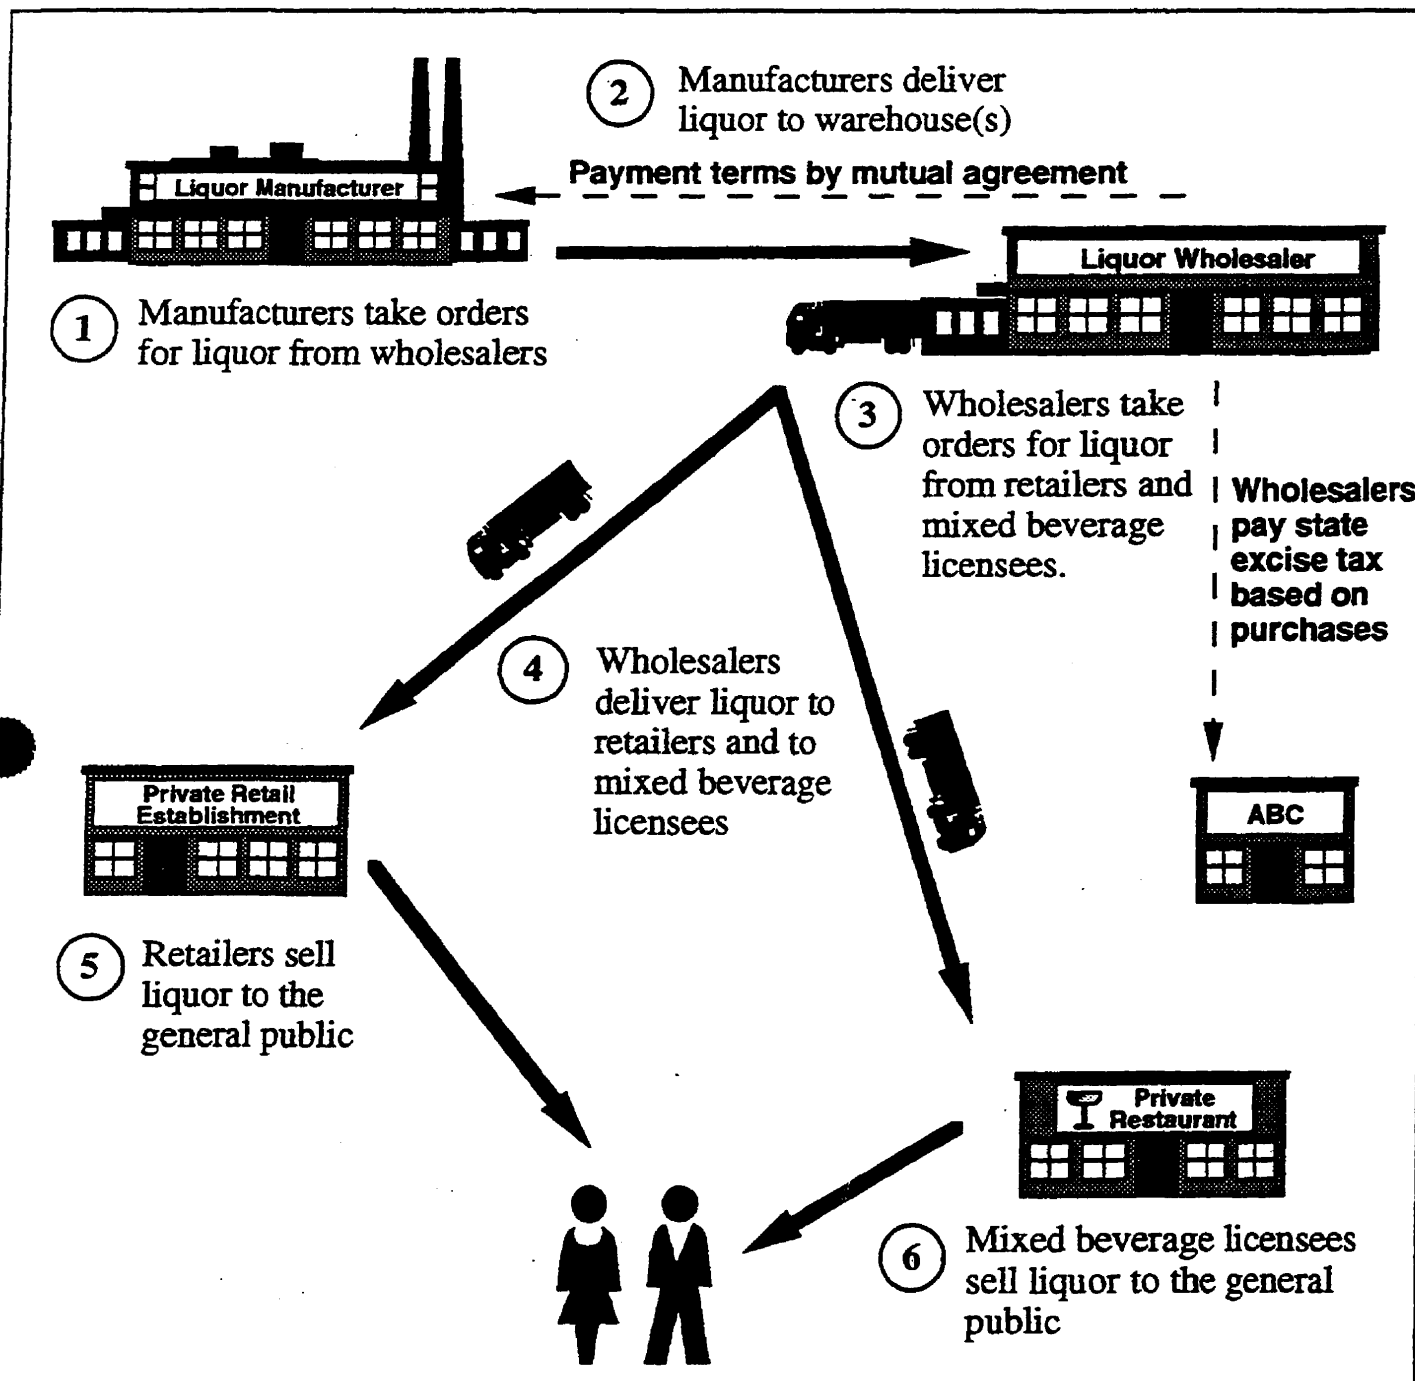 2
Manufacturers deliver
liquor to warehouse(s)
Payment terms by mutual agreement
Liquor Manufacturer
Liquor Wholesaler
1
Manufacturers take orders
for liquor from wholesalers
3
Wholesalers take
orders for liquor
from retailers and
mixed beverage
licensees.
Wholesalers
pay state
excise tax
based on
purchases
4
Wholesalers
deliver liquor to
retailers and to
mixed beverage
licensees
Private Retail
Establishment
ABC
5
Retailers sell
liquor to the
general public
Private
Restaurant
6
Mixed beverage licensees
sell liquor to the general
public